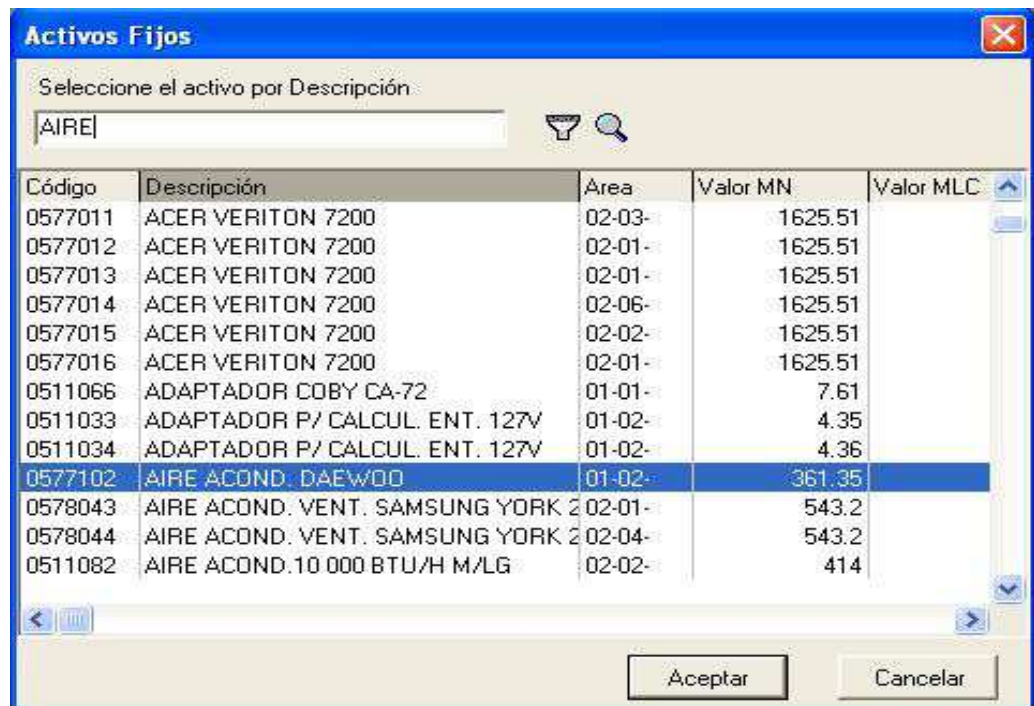 Activos Fijos
Seleccione el activo por Descripción
AIRE
Código Descripción Area Valor MN Valor MLC
0577011 ACER VERITON 7200 02-03- 1625.51
0577012 ACER VERITON 7200 02-01- 1625.51
0577013 ACER VERITON 7200 02-01- 1625.51
0577014 ACER VERITON 7200 02-06- 1625.51
0577015 ACER VERITON 7200 02-02- 1625.51
0577016 ACER VERITON 7200 02-01- 1625.51
0511066 ADAPTADOR COBY CA-72 01-01- 7.61
0511033 ADAPTADOR P/ CALCUL. ENT. 127V 01-02- 4.35
0511034 ADAPTADOR P/ CALCUL. ENT. 127V 01-02- 4.36
0577102 AIRE ACOND. DAEWOO 01-02- 361.35
0578043 AIRE ACOND. VENT. SAMSUNG YORK 2 02-01- 543.2
0578044 AIRE ACOND. VENT. SAMSUNG YORK 2 02-04- 543.2
0511082 AIRE ACOND.10 000 BTU/H M/LG 02-02- 414
Aceptar Cancelar